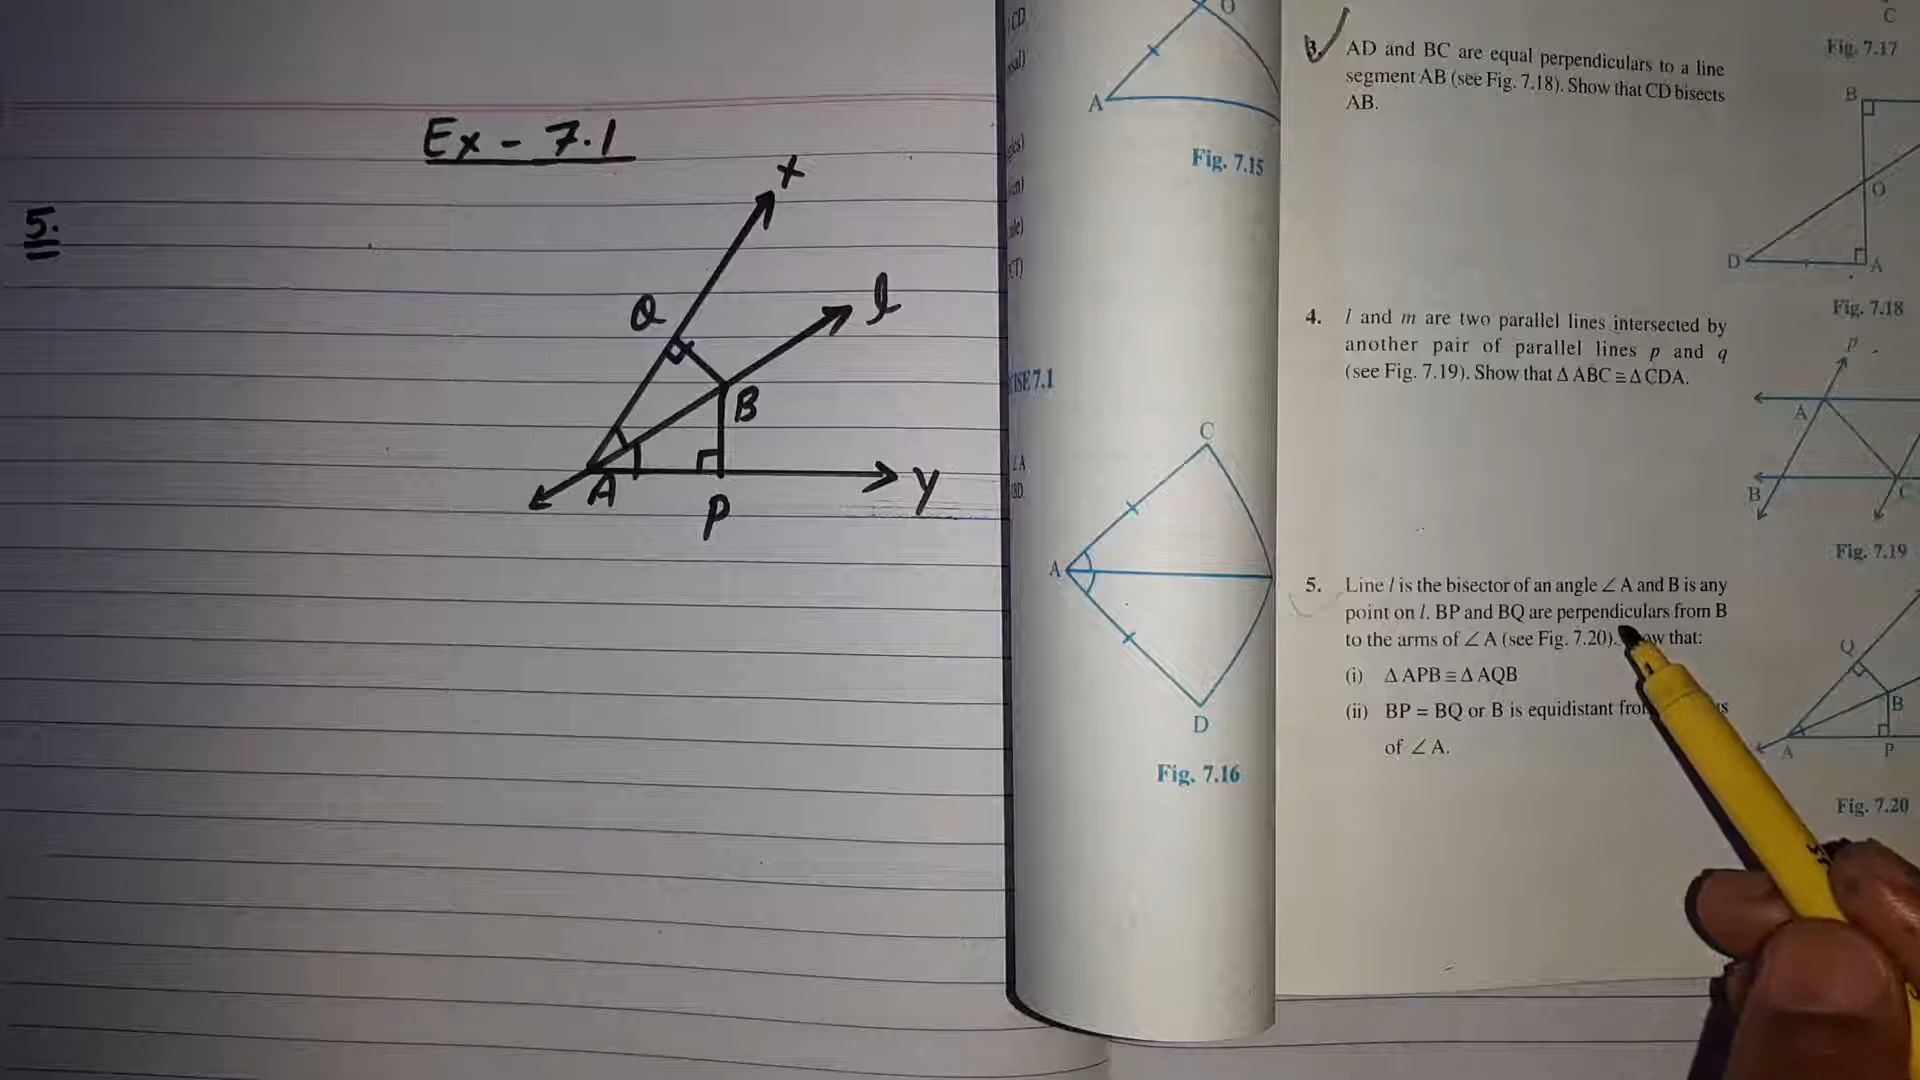 Ex - 7.1
5.
x
Q
l
B
A
P
y
CD
O
A
Fig. 7.15
7.1
∠A
C
A
D
Fig. 7.16
3. AD and BC are equal perpendiculars to a line
segment AB (see Fig. 7.18). Show that CD bisects
AB.
C
Fig. 7.17
B
O
D
A
Fig. 7.18
4. l and m are two parallel lines intersected by
another pair of parallel lines p and q
(see Fig. 7.19). Show that Δ ABC ≅ Δ CDA.
p
A
B
C
Fig. 7.19
5. Line l is the bisector of an angle ∠ A and B is any
point on l. BP and BQ are perpendiculars from B
to the arms of ∠ A (see Fig. 7.20). that:
(i) Δ APB ≅ Δ AQB
(ii) BP = BQ or B is equidistant
of ∠ A.
Q
B
A
P
Fig. 7.20